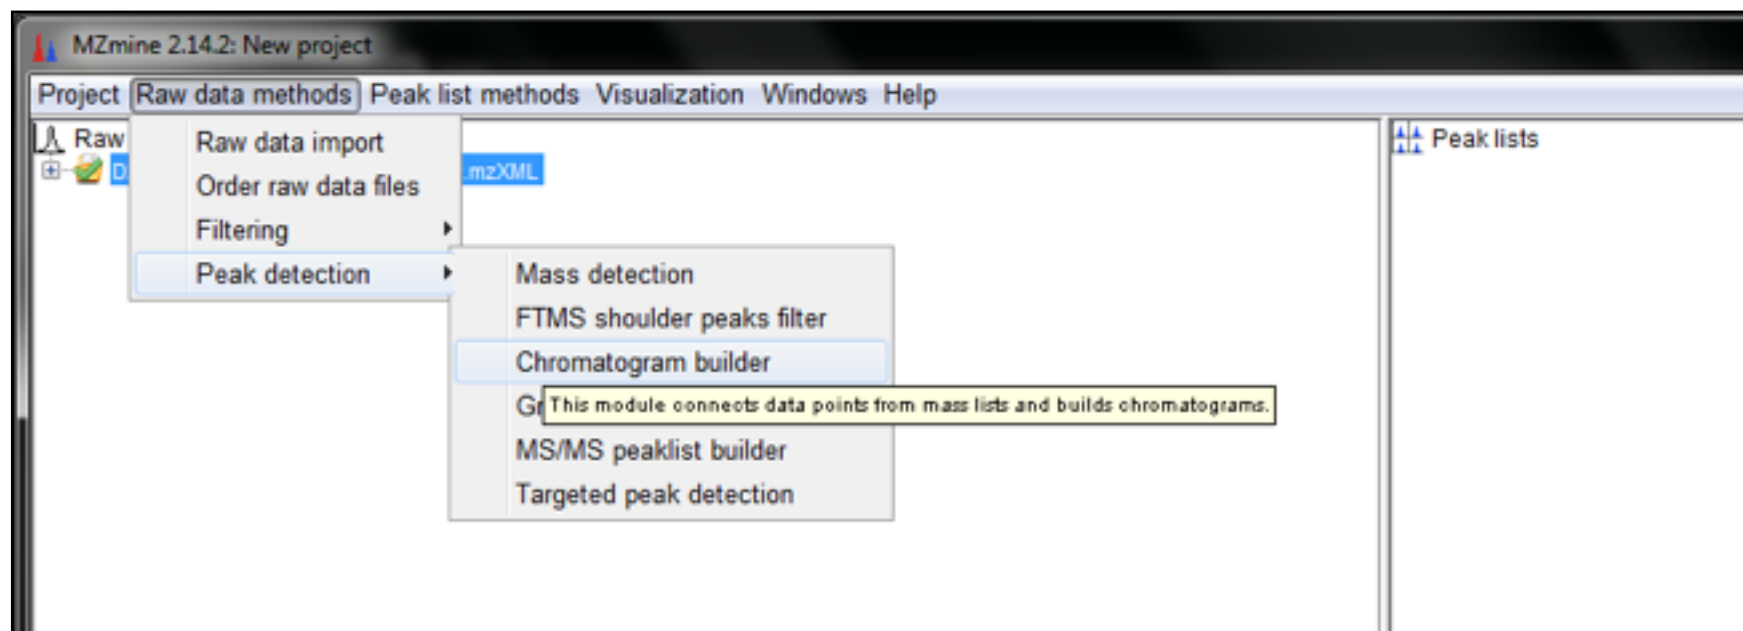 MZmine 2.14.2: New project
Project Raw data methods Peak list methods Visualization Windows Help
Raw
Raw data import
Peak lists
D
.mzXML
Order raw data files
Filtering
Peak detection
Mass detection
FTMS shoulder peaks filter
Chromatogram builder
This module connects data points from mass lists and builds chromatograms.
MS/MS peaklist builder
Targeted peak detection